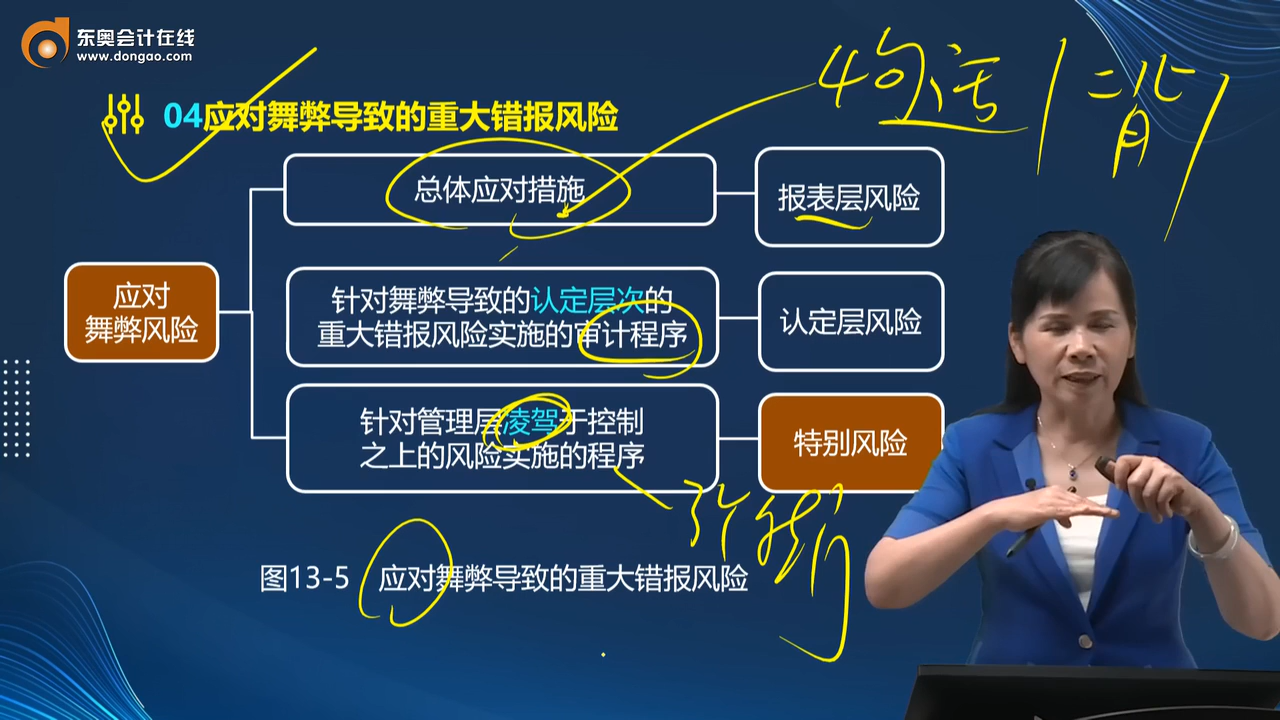 东奥会计在线
www.dongao.com
04应对舞弊导致的重大错报风险
4句话
总体应对措施
报表层风险
应对
舞弊风险
针对舞弊导致的认定层次的
重大错报风险实施的审计程序
认定层风险
针对管理层凌驾于控制
之上的风险实施的程序
特别风险
图13-5 应对舞弊导致的重大错报风险